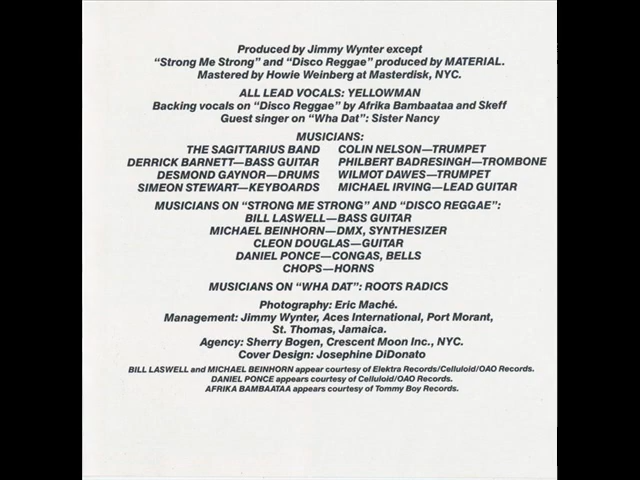 Produced by Jimmy Wynter except
"Strong Me Strong" and "Disco Reggae" produced by MATERIAL.
Mastered by Howie Weinberg at Masterdisk, NYC.
ALL LEAD VOCALS: YELLOWMAN
Backing vocals on "Disco Reggae" by Afrika Bambaataa and Skeff
Guest singer on "Wha Dat": Sister Nancy
MUSICIANS:
THE SAGITTARIUS BAND COLIN NELSON—TRUMPET
DERRICK BARNETT—BASS GUITAR PHILBERT BADRESINGH—TROMBONE
DESMOND GAYNOR—DRUMS WILMOT DAWES—TRUMPET
SIMEON STEWART—KEYBOARDS MICHAEL IRVING—LEAD GUITAR
MUSICIANS ON "STRONG ME STRONG" AND "DISCO REGGAE":
BILL LASWELL—BASS GUITAR
MICHAEL BEINHORN—DMX, SYNTHESIZER
CLEON DOUGLAS—GUITAR
DANIEL PONCE—CONGAS, BELLS
CHOPS—HORNS
MUSICIANS ON "WHA DAT": ROOTS RADICS
Photography: Eric Maché.
Management: Jimmy Wynter, Aces International, Port Morant,
St. Thomas, Jamaica.
Agency: Sherry Bogen, Crescent Moon Inc., NYC.
Cover Design: Josephine DiDonato
BILL LASWELL and MICHAEL BEINHORN appear courtesy of Elektra Records/Celluloid/OAO Records.
DANIEL PONCE appears courtesy of Celluloid/OAO Records.
AFRIKA BAMBAATAA appears courtesy of Tommy Boy Records.